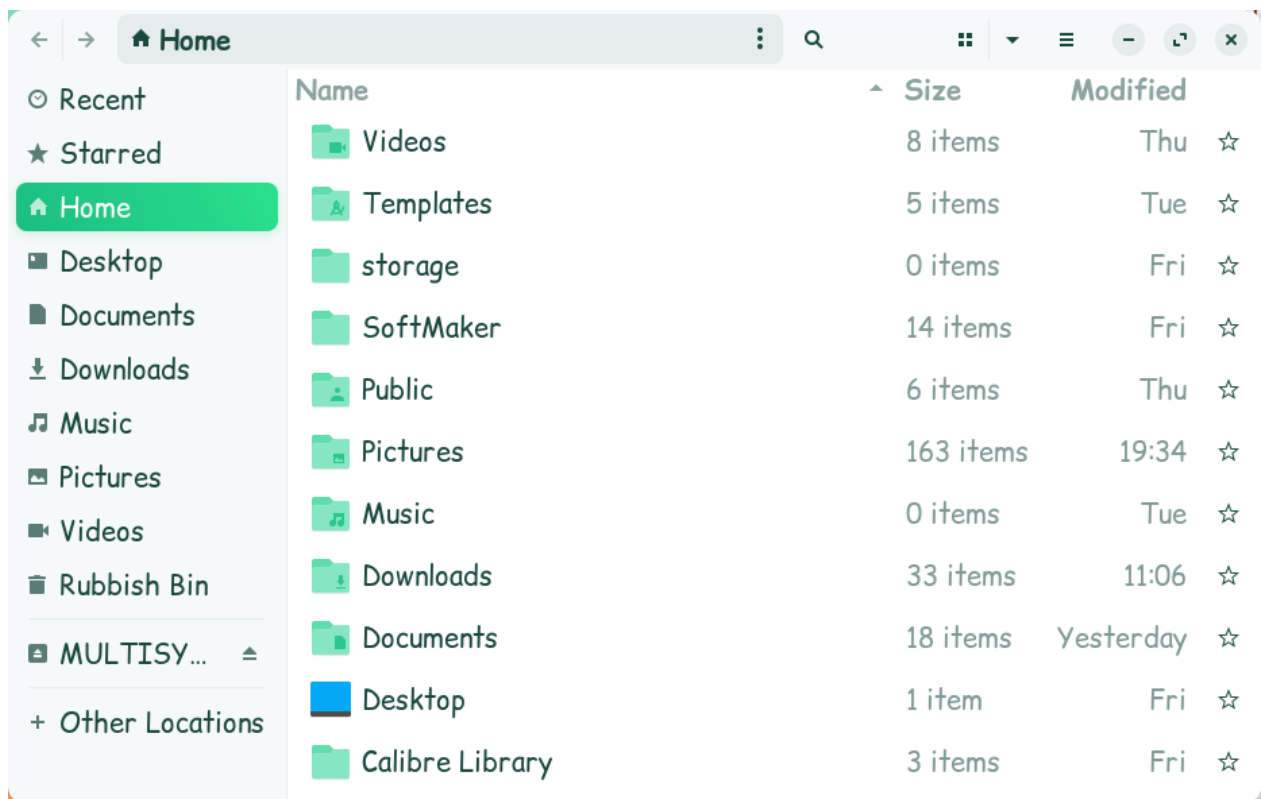 Home
Recent
Starred
Home
Desktop
Documents
Downloads
Music
Pictures
Videos
Rubbish Bin
MULTISY...
Other Locations
Name Size Modified
Videos 8 items Thu
Templates 5 items Tue
storage 0 items Fri
SoftMaker 14 items Fri
Public 6 items Thu
Pictures 163 items 19:34
Music 0 items Tue
Downloads 33 items 11:06
Documents 18 items Yesterday
Desktop 1 item Fri
Calibre Library 3 items Fri